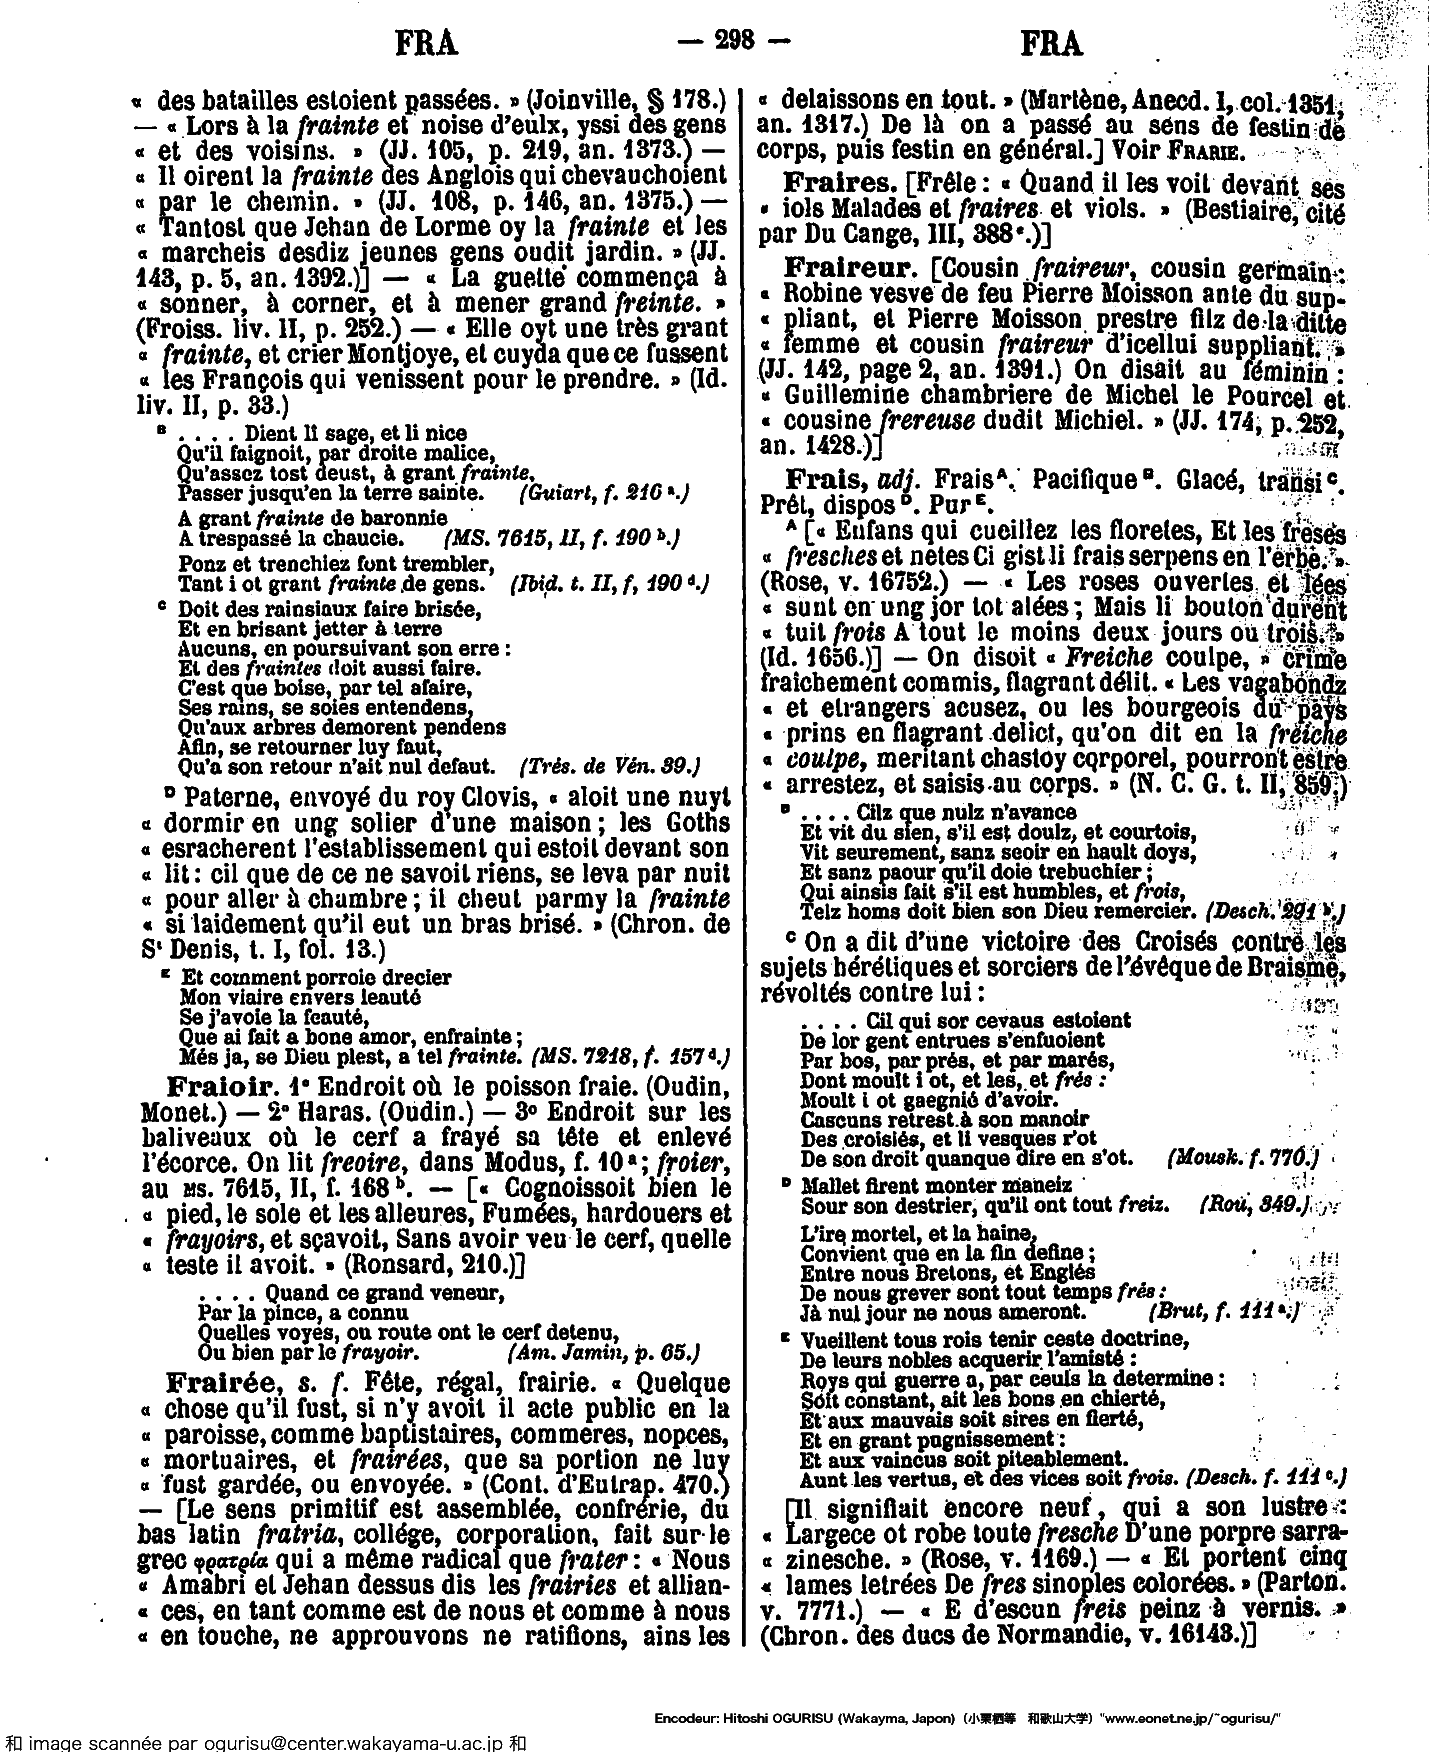 FRA — 298 — FRA
« des batailles estoient passées. » (Joinville, § 178.)
— « Lors à la frainte et noise d'eulx, yssi des gens
« et des voisins. » (JJ. 105, p. 219, an. 1373.) —
« Il oirent la frainte des Anglois qui chevauchoient
« par le chemin. » (JJ. 108, p. 146, an. 1375.) —
« Tantost que Jehan de Lorme oy la frainte et les
« marcheis desdiz jeunes gens oudit jardin. » (JJ.
143, p. 5, an. 1392.)] — « La guette commença à
« sonner, à corner, et à mener grand freinte. »
(Froiss. liv. II, p. 252.) — « Elle oyt une très grant
« frainte, et crier Montjoye, et cuyda que ce fussent
« les François qui venissent pour le prendre. » (Id.
liv. II, p. 33.)
B . . . . Dient li sage, et li nice
Qu'il faignoit, par droite malice,
Qu'assez tost deust, à grant frainte,
Passer jusqu'en la terre sainte. (Guiart, f. 216 a.)
A grant frainte de baronnie
A trespassé la chaucie. (MS. 7615, II, f. 190 b.)
Ponz et trenchiez font trembler,
Tant i ot grant frainte de gens. (Ibid. t. II, f, 190 d.)
C Doit des rainsiaux faire brisée,
Et en brisant jetter à terre
Aucuns, en poursuivant son erre :
Et des fraintes doit aussi faire.
C'est que boise, par tel afaire,
Ses rains, se soies entendens,
Qu'aux arbres demorent pendens
Afin, se retourner luy faut,
Qu'a son retour n'ait nul defaut. (Trés. de Vén. 39.)
D Paterne, envoyé du roy Clovis, « aloit une nuyt
« dormir en ung solier d'une maison ; les Goths
« esracherent l'establissement qui estoit devant son
« lit : cil que de ce ne savoit riens, se leva par nuit
« pour aller à chambre ; il cheut parmy la frainte
« si laidement qu'il eut un bras brisé. » (Chron. de
St Denis, t. I, fol. 13.)
E Et comment porroie drecier
Mon viaire envers leauté
Se j'avoie la feauté,
Que ai fait a bone amor, enfrainte ;
Més ja, se Dieu plest, a tel frainte. (MS. 7218, f. 157 d.)
Fraioir. 1° Endroit où le poisson fraie. (Oudin,
Monet.) — 2° Haras. (Oudin.) — 3° Endroit sur les
baliveaux où le cerf a frayé sa tête et enlevé
l'écorce. On lit freoire, dans Modus, f. 10 a ; froier,
au MS. 7615, II, f. 168 b. — [« Cognoissoit bien le
« pied, le sole et les alleures, Fumées, hardouers et
« frayoirs, et sçavoit, Sans avoir veu le cerf, quelle
« teste il avoit. » (Ronsard, 210.)]
. . . . Quand ce grand veneur,
Par la pince, a connu
Quelles voyes, ou route ont le cerf detenu,
Ou bien par le frayoir. (Am. Jamin, p. 65.)
Frairée, s. f. Fête, régal, frairie. « Quelque
« chose qu'il fust, si n'y avoit il acte public en la
« paroisse, comme baptistaires, commeres, nopces,
« mortuaires, et frairées, que sa portion ne luy
« fust gardée, ou envoyée. » (Cont. d'Eutrap. 470.)
— [Le sens primitif est assemblée, confrérie, du
bas latin fratria, collége, corporation, fait sur le
grec φρατρία qui a même radical que frater : « Nous
« Amabri et Jehan dessus dis les frairies et allian-
« ces, en tant comme est de nous et comme à nous
« en touche, ne approuvons ne ratifions, ains les
« delaissons en tout. » (Martène, Anecd. I, col. 1351,
an. 1317.) De là on a passé au sens de festin de
corps, puis festin en général.] Voir FRARIE.
Fraires. [Frêle : « Quand il les voit devant ses
« iols Malades et fraires et viols. » (Bestiaire, cité
par Du Cange, III, 388 c.)]
Fraireur. [Cousin fraireur, cousin germain :
« Robine vesve de feu Pierre Moisson ante du sup-
« pliant, et Pierre Moisson prestre filz de la ditte
« femme et cousin fraireur d'icellui suppliant. »
(JJ. 142, page 2, an. 1391.) On disait au féminin :
« Guillemine chambriere de Michel le Pourcel et
« cousine frereuse dudit Michiel. » (JJ. 174, p. 252,
an. 1428.)]
Frais, adj. Frais A. Pacifique B. Glacé, transi C.
Prêt, dispos D. Pur E.
A [« Enfans qui cueillez les floretes, Et les freses
« fresches et netes Ci gist li frais serpens en l'erbe. »
(Rose, v. 16752.) — « Les roses ouvertes et lées
« sunt en ung jor tot alées ; Mais li bouton durent
« tuit frois A tout le moins deux jours ou trois. »
(Id. 1656.)] — On disoit « Freiche coulpe, » crime
fraichement commis, flagrant délit. « Les vagabondz
« et etrangers acusez, ou les bourgeois du pays
« prins en flagrant delict, qu'on dit en la freiche
« coulpe, meritant chastoy corporel, pourront estre
« arrestez, et saisis au corps. » (N. C. G. t. II, 859.)
B . . . . Cilz que nulz n'avance
Et vit du sien, s'il est doulz, et courtois,
Vit seurement, sanz seoir en hault doys,
Et sanz paour qu'il doie trebuchier ;
Qui ainsis fait s'il est humbles, et frois,
Telz homs doit bien son Dieu remercier. (Desch. 291 b.)
C On a dit d'une victoire des Croisés contre les
sujets hérétiques et sorciers de l'évêque de Braisme,
révoltés contre lui :
. . . . Cil qui sor cevaus estoient
De lor gent entrues s'enfuoient
Par bos, par prés, et par marés,
Dont moult i ot, et les, et frés :
Moult i ot gaegnié d'avoir.
Cascuns retrest à son manoir
Des croisiés, et li vesques r'ot
De son droit quanque dire en s'ot. (Mousk. f. 770.)
D Mallet firent monter maneiz
Sour son destrier, qu'il ont tout freiz. (Rou, 349.)
L'ire mortel, et la haine,
Convient que en la fin define ;
Entre nous Bretons, et Englés
De nous grever sont tout temps frés :
Jà nul jour ne nous ameront. (Brut, f. 111 a.)
E Vueillent tous rois tenir ceste doctrine,
De leurs nobles acquerir l'amisté :
Roys qui guerre a, par ceuls la determine :
Soit constant, ait les bons en chierté,
Et aux mauvais soit sires en fierté,
Et en grant pugnissement :
Et aux vaincus soit piteablement.
Aunt les vertus, et des vices soit frois. (Desch. f. 111 c.)
[Il signifiait encore neuf, qui a son lustre :
« Largece ot robe toute fresche D'une porpre sarra-
« zinesche. » (Rose, v. 1169.) — « Et portent cinq
« lames letrées De fres sinoples colorées. » (Parton.
v. 7771.) — « E d'escun freis peinz à vernis. »
(Chron. des ducs de Normandie, v. 16143.)]
Encodeur: Hitoshi OGURISU (Wakayma, Japon) (小栗栖等 和歌山大学) "www.eonet.ne.jp/~ogurisu/"
和 image scannée par ogurisu@center.wakayama-u.ac.jp 和